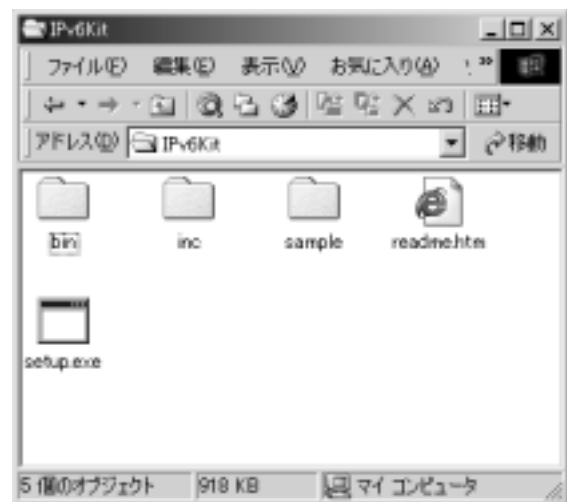 IPv6Kit
ファイル(F) 編集(E) 表示(V) お気に入り(A) »
アドレス(D) IPv6Kit 移動
bin inc sample readme.htm
setup.exe
5 個のオブジェクト 918 KB マイ コンピュータ